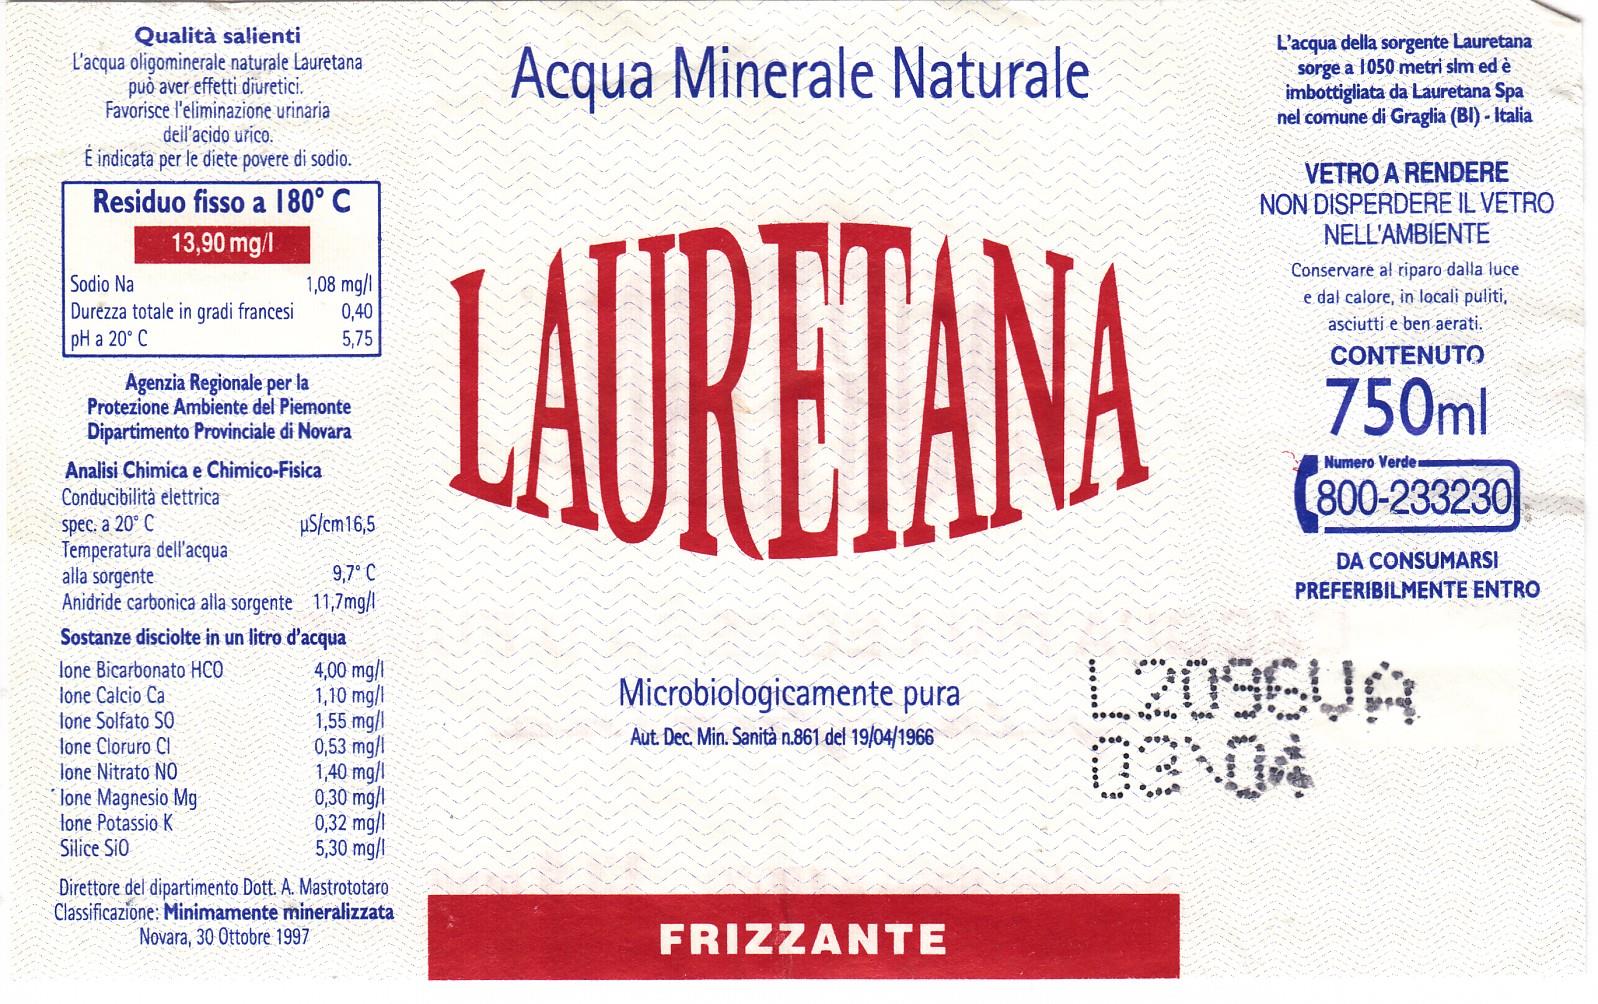 Qualità salienti
L'acqua oligominerale naturale Lauretana
può aver effetti diuretici.
Favorisce l'eliminazione urinaria
dell'acido urico.
É indicata per le diete povere di sodio.
Residuo fisso a 180° C
13,90 mg/l
Sodio Na 1,08 mg/l
Durezza totale in gradi francesi 0,40
pH a 20° C 5,75
Agenzia Regionale per la
Protezione Ambiente del Piemonte
Dipartimento Provinciale di Novara
Analisi Chimica e Chimico-Fisica
Conducibilità elettrica
spec. a 20° C µS/cm16,5
Temperatura dell'acqua
alla sorgente 9,7° C
Anidride carbonica alla sorgente 11,7mg/l
Sostanze disciolte in un litro d'acqua
Ione Bicarbonato HCO 4,00 mg/l
Ione Calcio Ca 1,10 mg/l
Ione Solfato SO 1,55 mg/l
Ione Cloruro Cl 0,53 mg/l
Ione Nitrato NO 1,40 mg/l
Ione Magnesio Mg 0,30 mg/l
Ione Potassio K 0,32 mg/l
Silice SiO 5,30 mg/l
Direttore del dipartimento Dott. A. Mastrototaro
Classificazione: Minimamente mineralizzata
Novara, 30 Ottobre 1997
Acqua Minerale Naturale
LAURETANA
Microbiologicamente pura
Aut. Dec. Min. Sanità n.861 del 19/04/1966
FRIZZANTE
L'acqua della sorgente Lauretana
sorge a 1050 metri slm ed è
imbottigliata da Lauretana Spa
nel comune di Graglia (BI) - Italia
VETRO A RENDERE
NON DISPERDERE IL VETRO
NELL'AMBIENTE
Conservare al riparo dalla luce
e dal calore, in locali puliti,
asciutti e ben aerati.
CONTENUTO
750ml
Numero Verde
800-233230
DA CONSUMARSI
PREFERIBILMENTE ENTRO
L2096UA